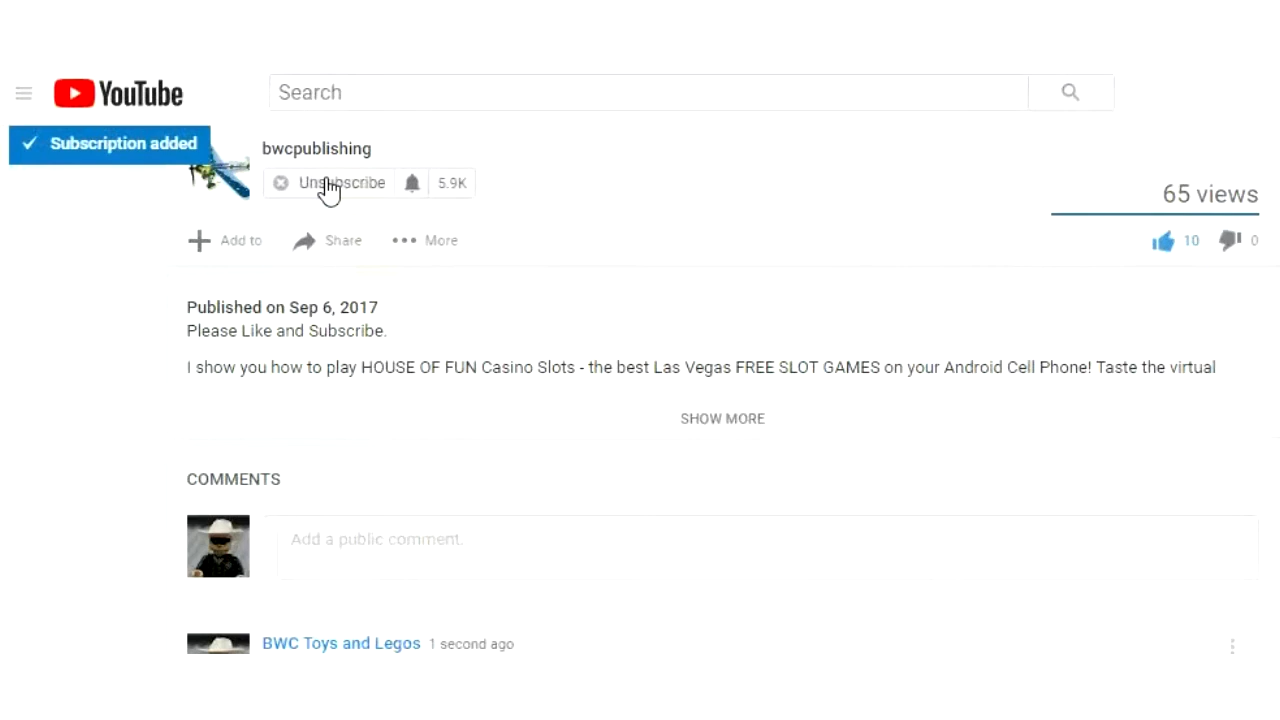 YouTube
Search
Subscription added
bwcpublishing
Unsubscribe 5.9K
65 views
Add to Share More
10 0
Published on Sep 6, 2017
Please Like and Subscribe.
I show you how to play HOUSE OF FUN Casino Slots - the best Las Vegas FREE SLOT GAMES on your Android Cell Phone! Taste the virtual
SHOW MORE
COMMENTS
Add a public comment.
BWC Toys and Legos 1 second ago